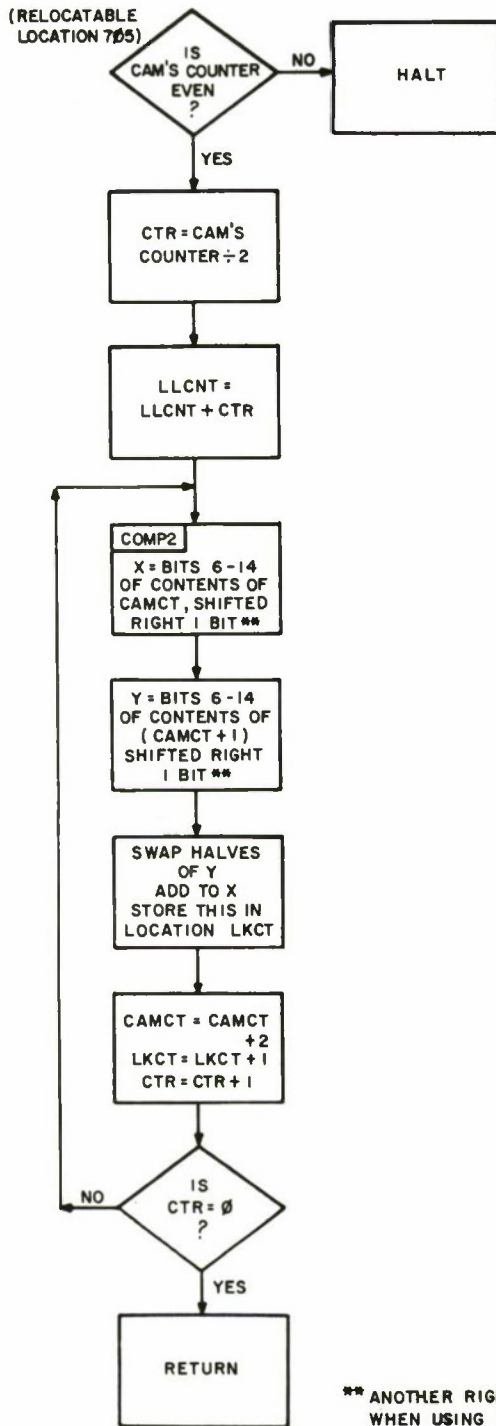 (RELOCATABLE
LOCATION 7Ø5)
IS
CAM'S COUNTER
EVEN
?
NO
HALT
YES
CTR = CAM'S
COUNTER ÷ 2
LLCNT =
LLCNT + CTR
COMP2
X = BITS 6-14
OF CONTENTS OF
CAMCT, SHIFTED
RIGHT 1 BIT**
Y = BITS 6-14
OF CONTENTS OF
(CAMCT+1)
SHIFTED RIGHT
1 BIT**
SWAP HALVES
OF Y
ADD TO X
STORE THIS IN
LOCATION LKCT
CAMCT = CAMCT
+2
LKCT = LKCT + 1
CTR = CTR + 1
IS
CTR = Ø
?
NO
YES
RETURN
** ANOTHER RIG
WHEN USING